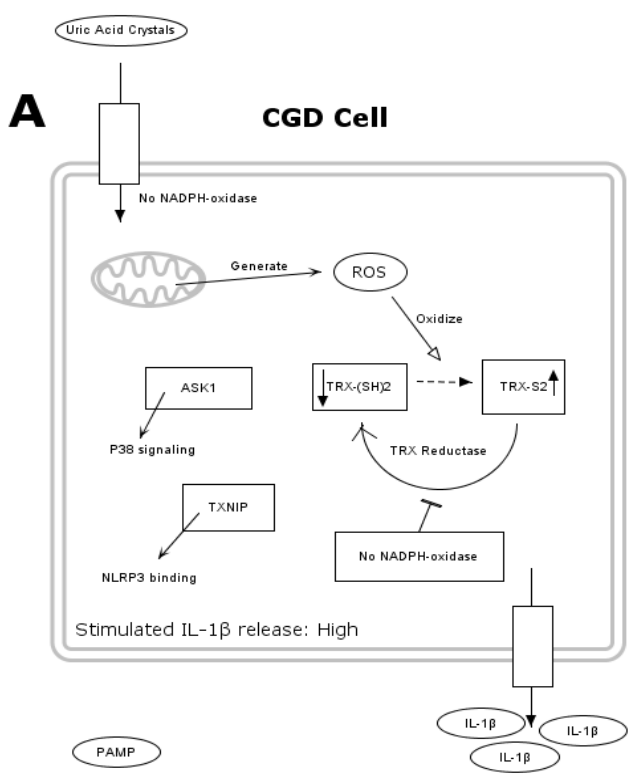 Uric Acid Crystals
A
CGD Cell
No NADPH-oxidase
Generate
ROS
Oxidize
ASK1
TRX-(SH)2
TRX-S2
P38 signaling
TRX Reductase
TXNIP
No NADPH-oxidase
NLRP3 binding
Stimulated IL-1β release: High
IL-1β
IL-1β
IL-1β
PAMP